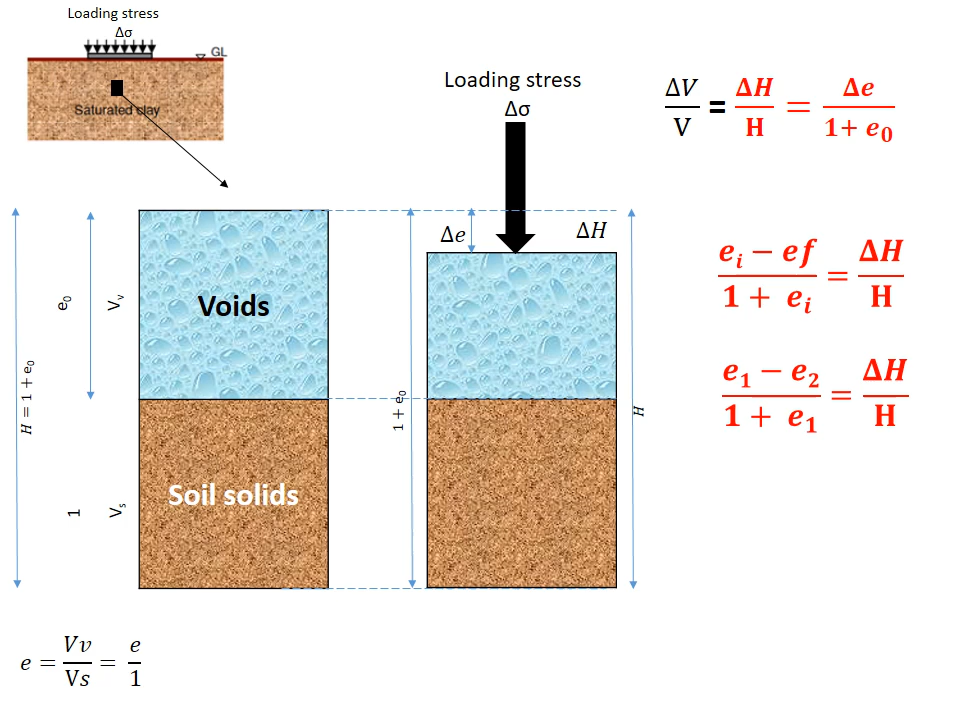 Loading stress
Δσ
GL
Saturated clay
Loading stress
Δσ
ΔV/V = ΔH/H = Δe/1+ e₀
Δe
ΔH
eᵢ − ef/1 + eᵢ = ΔH/H
e₁ − e₂/1 + e₁ = ΔH/H
H = 1 + e₀
e₀
Vᵥ
Voids
1 + e₀
H
1
Vₛ
Soil solids
e = Vv/Vs = e/1